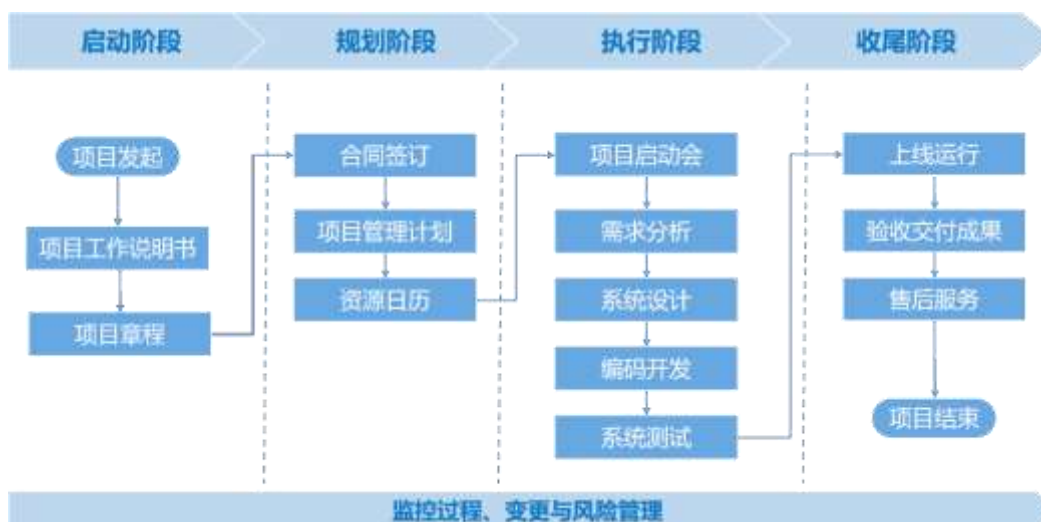 启动阶段
规划阶段
执行阶段
收尾阶段
项目发起
项目工作说明书
项目章程
合同签订
项目管理计划
资源日历
项目启动会
需求分析
系统设计
编码开发
系统测试
上线运行
验收交付成果
售后服务
项目结束
监控过程、变更与风险管理